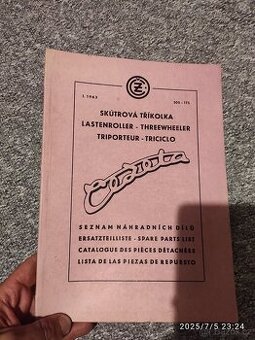 ČZ
1. 1963
505 - 175
SKÚTROVÁ TŘÍKOLKA
LASTENROLLER - THREEWHEELER
TRIPORTEUR - TRICICLO
Čezeta
SEZNAM NÁHRADNÍCH DÍLŮ
ERSATZTEILLISTE - SPARE PARTS LIST
CATALOGUE DES PIÈCES DÉTACHÉES
LISTA DE LAS PIEZAS DE REPUESTO
2025/7/5 23:24